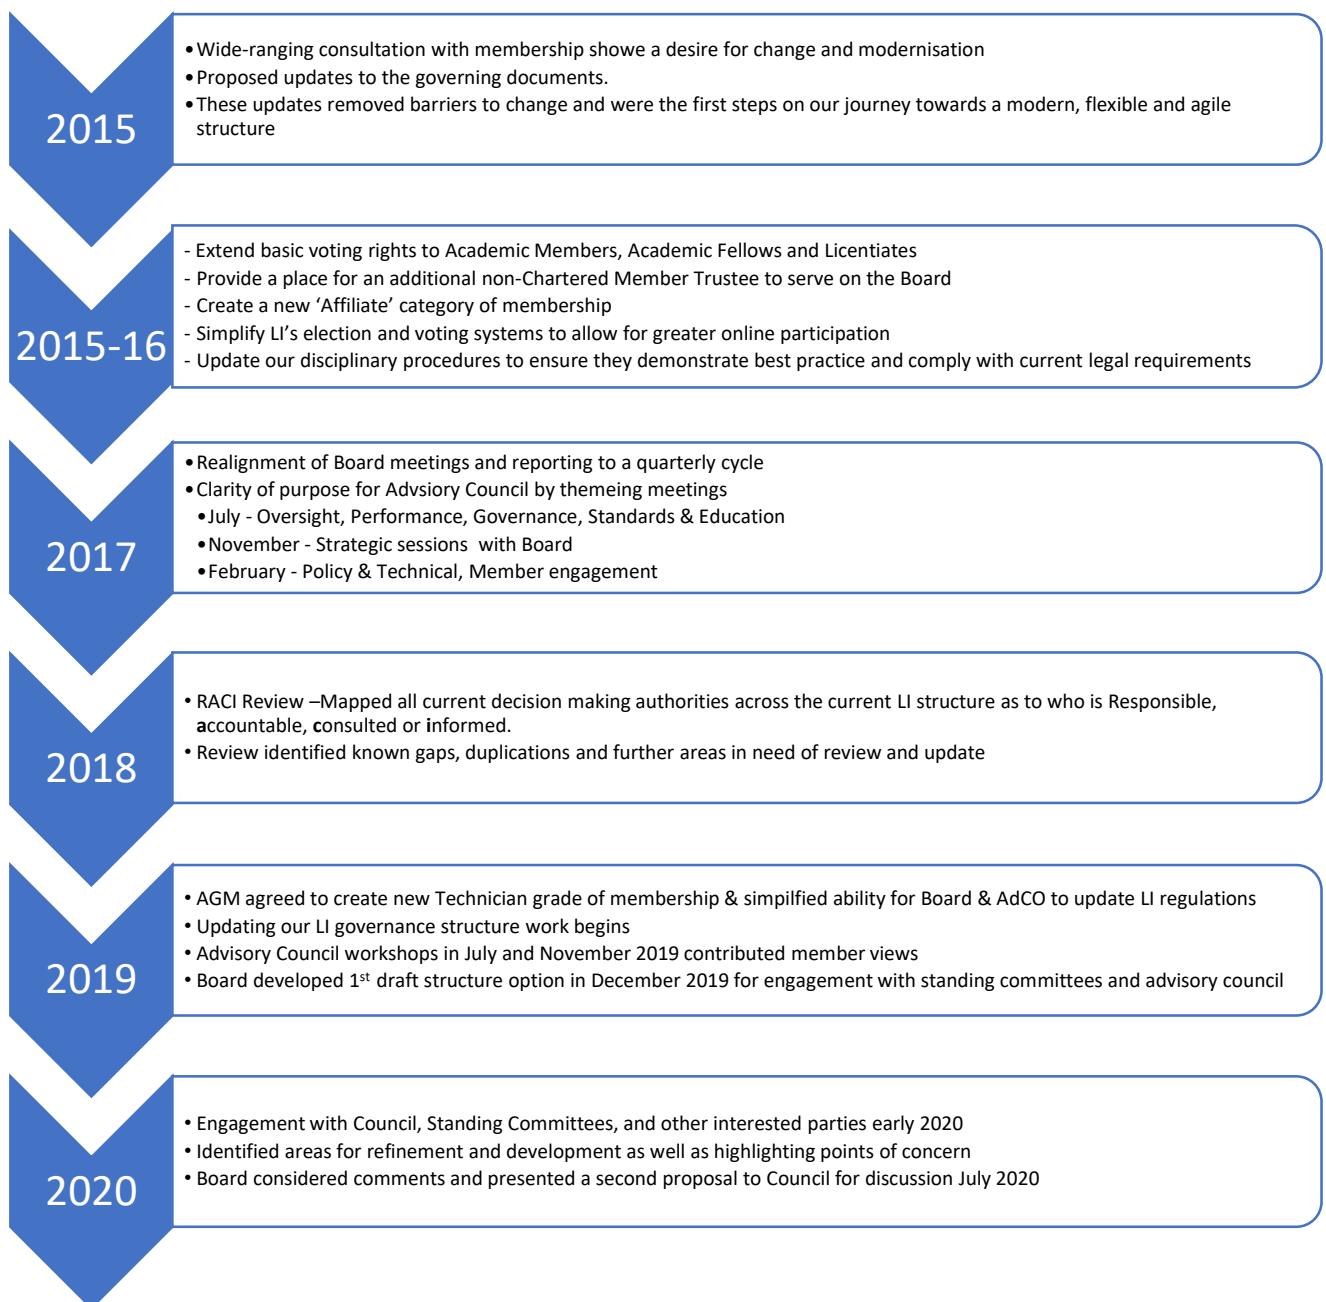 2015
•Wide-ranging consultation with membership showe a desire for change and modernisation
•Proposed updates to the governing documents.
•These updates removed barriers to change and were the first steps on our journey towards a modern, flexible and agile
structure
2015-16
- Extend basic voting rights to Academic Members, Academic Fellows and Licentiates
- Provide a place for an additional non-Chartered Member Trustee to serve on the Board
- Create a new ‘Affiliate’ category of membership
- Simplify LI’s election and voting systems to allow for greater online participation
- Update our disciplinary procedures to ensure they demonstrate best practice and comply with current legal requirements
2017
•Realignment of Board meetings and reporting to a quarterly cycle
•Clarity of purpose for Advsiory Council by themeing meetings
•July - Oversight, Performance, Governance, Standards & Education
•November - Strategic sessions with Board
•February - Policy & Technical, Member engagement
2018
• RACI Review –Mapped all current decision making authorities across the current LI structure as to who is Responsible,
accountable, consulted or informed.
• Review identified known gaps, duplications and further areas in need of review and update
2019
• AGM agreed to create new Technician grade of membership & simpilfied ability for Board & AdCO to update LI regulations
• Updating our LI governance structure work begins
• Advisory Council workshops in July and November 2019 contributed member views
• Board developed 1st draft structure option in December 2019 for engagement with standing committees and advisory council
2020
• Engagement with Council, Standing Committees, and other interested parties early 2020
• Identified areas for refinement and development as well as highlighting points of concern
• Board considered comments and presented a second proposal to Council for discussion July 2020